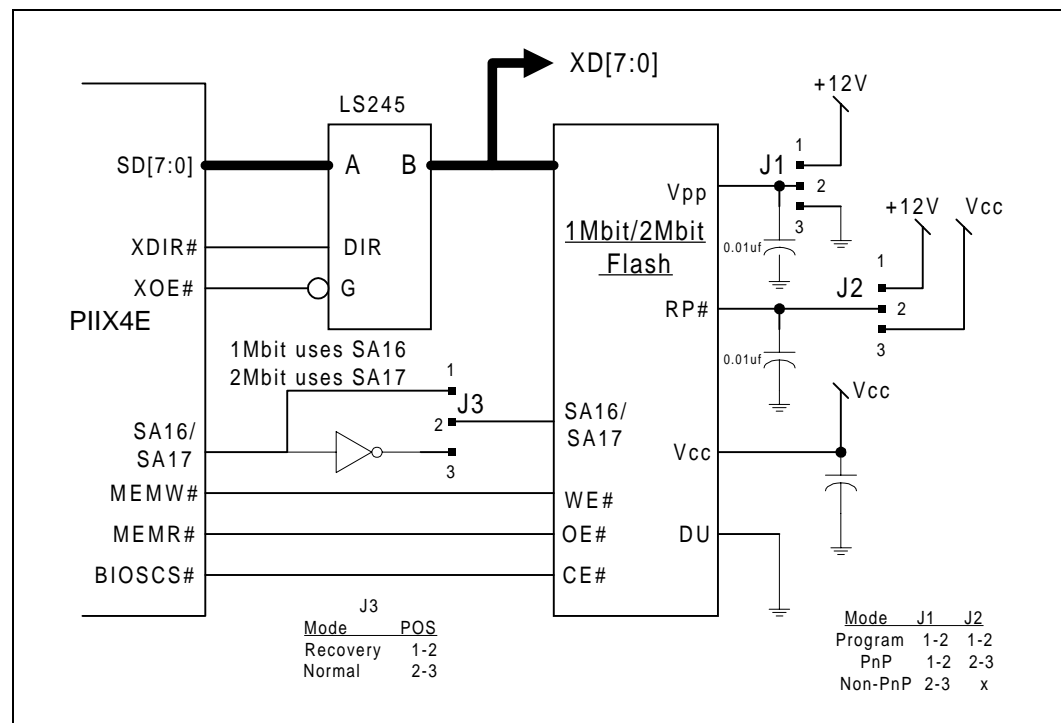 XD[7:0]
+12V
LS245
SD[7:0]
A B
J1
1
2
3
Vpp
+12V Vcc
1Mbit/2Mbit
Flash
0.01uf
XDIR#
DIR
XOE#
G
PIIX4E
J2
1
2
3
RP#
0.01uf
1Mbit uses SA16
2Mbit uses SA17
1
J3
2
3
SA16/
SA17
SA16/
SA17
Vcc
Vcc
MEMW#
WE#
MEMR#
OE#
DU
BIOSCS#
CE#
J3
Mode POS
Recovery 1-2
Normal 2-3
Mode J1 J2
Program 1-2 1-2
PnP 1-2 2-3
Non-PnP 2-3 x